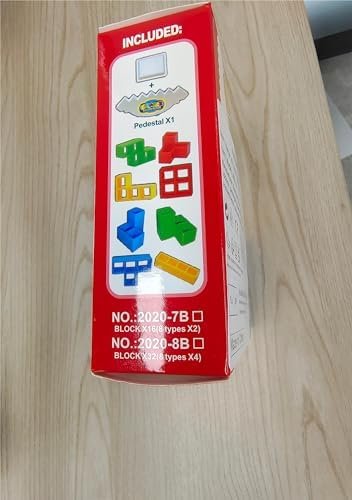 INCLUDED:
+
Pedestal X1
NO.:2020-7B □
BLOCK X16(8 types X2)
NO.:2020-8B □
BLOCK X32(8 types X4)